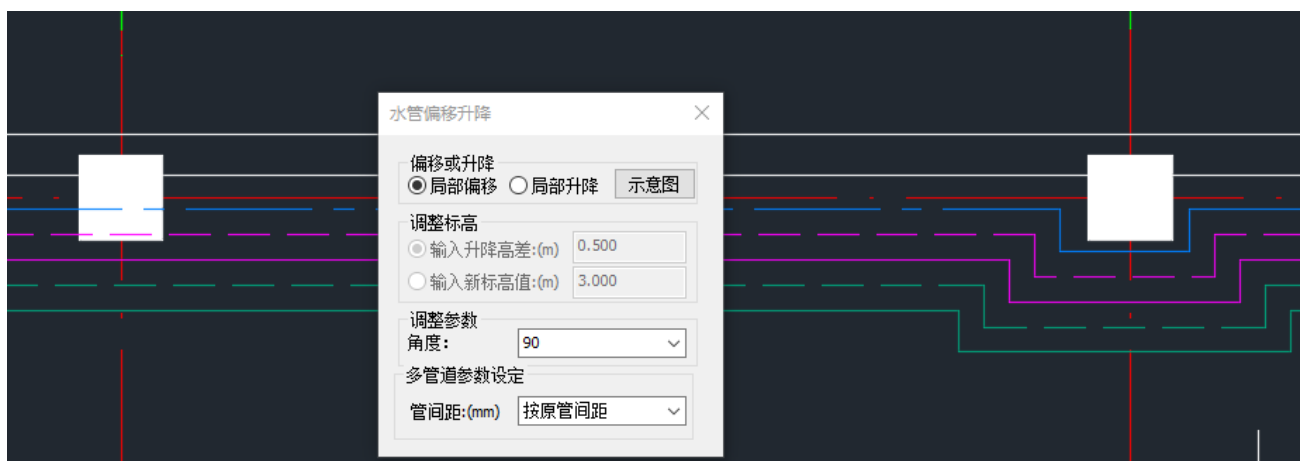 水管偏移升降
偏移或升降
局部偏移 局部升降 示意图
调整标高
输入升降高差:(m) 0.500
输入新标高值:(m) 3.000
调整参数
角度: 90
多管道参数设定
管间距:(mm) 按原管间距